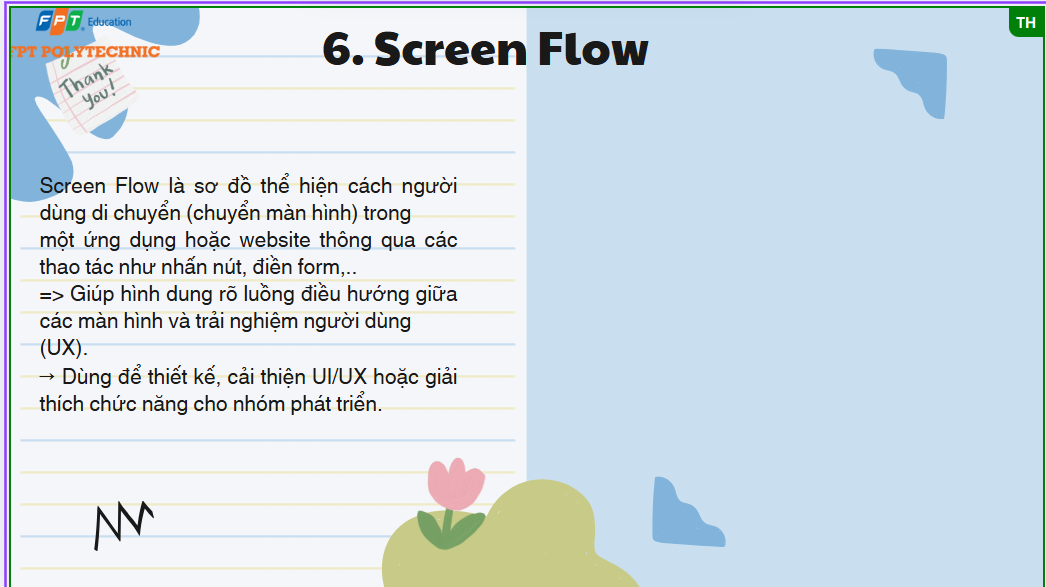 FPT Education
FPT POLYTECHNIC
TH
6. Screen Flow
Thank
you!
Screen Flow là sơ đồ thể hiện cách người
dùng di chuyển (chuyển màn hình) trong
một ứng dụng hoặc website thông qua các
thao tác như nhấn nút, điền form,..
=> Giúp hình dung rõ luồng điều hướng giữa
các màn hình và trải nghiệm người dùng
(UX).
→ Dùng để thiết kế, cải thiện UI/UX hoặc giải
thích chức năng cho nhóm phát triển.